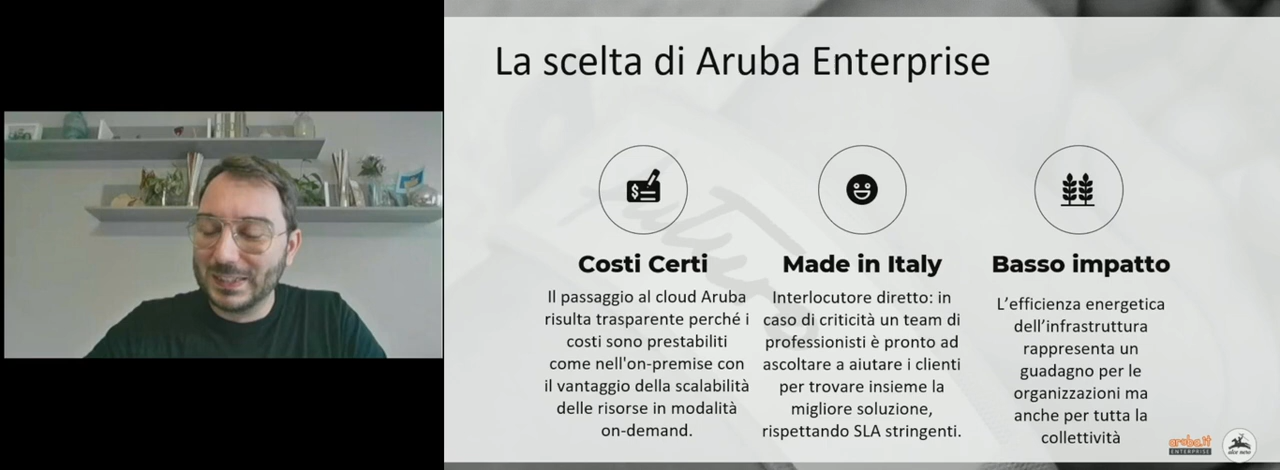 La scelta di Aruba Enterprise
Costi Certi
Il passaggio al cloud Aruba
risulta trasparente perché i
costi sono prestabiliti
come nell'on-premise con
il vantaggio della scalabilità
delle risorse in modalità
on-demand.
Made in Italy
Interlocutore diretto: in
caso di criticità un team di
professionisti è pronto ad
ascoltare a aiutare i clienti
per trovare insieme la
migliore soluzione,
rispettando SLA stringenti.
Basso impatto
L'efficienza energetica
dell'infrastruttura
rappresenta un
guadagno per le
organizzazioni ma
anche per tutta la
collettività
aruba.it
ENTERPRISE
alce nero